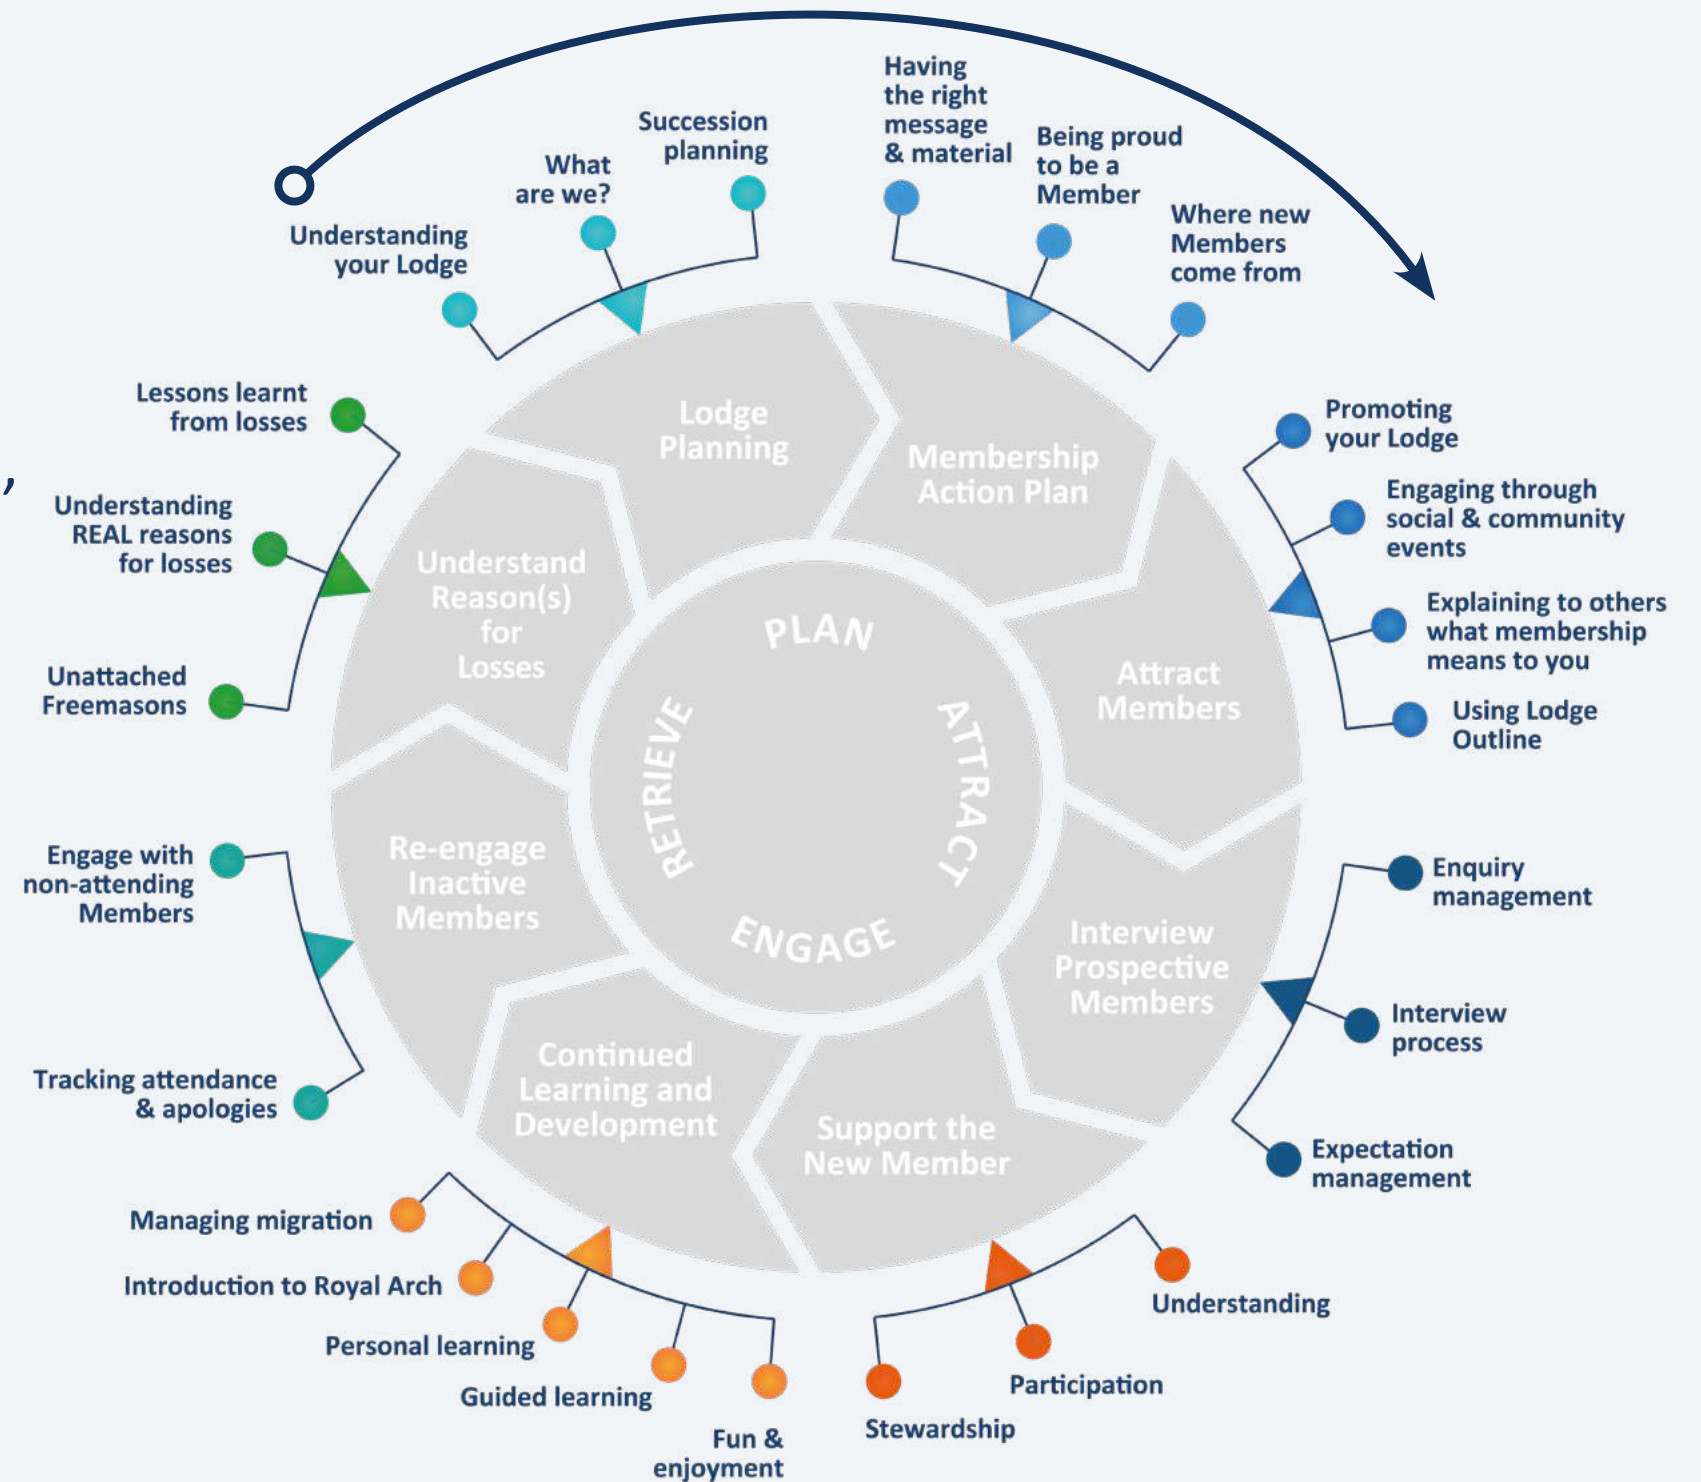 Succession
planning
What
are we?
Understanding
your Lodge
Having
the right
message
& material
Being proud
to be a
Member
Where new
Members
come from
Promoting
your Lodge
Engaging through
social & community
events
Explaining to others
what membership
means to you
Using Lodge
Outline
Enquiry
management
Interview
process
Expectation
management
Understanding
Participation
Stewardship
Fun &
enjoyment
Guided learning
Personal learning
Introduction to Royal Arch
Managing migration
Tracking attendance
& apologies
Engage with
non-attending
Members
Unattached
Freemasons
Understanding
REAL reasons
for losses
Lessons learnt
from losses
,
Lodge
Planning
Membership
Action Plan
Attract
Members
Interview
Prospective
Members
Support the
New Member
Continued
Learning and
Development
Re-engage
Inactive
Members
Understand
Reason(s)
for
Losses
PLAN
ATTRACT
ENGAGE
RETRIEVE